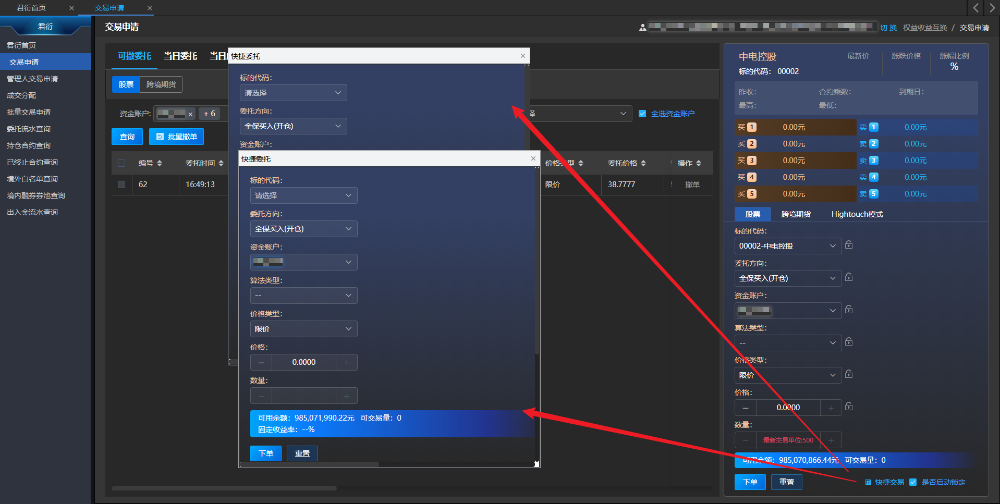 君衍首页
交易申请
君衍
君衍首页
交易申请
管理人交易申请
成交分配
批量交易申请
委托流水查询
持仓合约查询
已终止合约查询
境外白名单查询
境内融券券池查询
出入金流水查询
交易申请
切 换 权益收益互换 / 交易申请
可撤委托 当日委托 当日
股票 跨境期货
资金账户: × + 6
全选资金账户
查询 批量撤单
编号 委托时间 价格类型 委托价格 操作
62 16:49:13 限价 38.7777 撤单
快捷委托
标的代码:
请选择
委托方向:
全保买入(开仓)
资金账户:
快捷委托
标的代码:
请选择
委托方向:
全保买入(开仓)
资金账户:
算法类型:
--
价格类型:
限价
价格:
0.0000
数量:
可用余额: 985,071,990.22元 可交易量: 0
固定收益率: --%
下单 重置
中电控股 最新价 涨跌价格 涨幅比例
标的代码: 00002 %
昨收: 合约乘数: 到期日:
最高: 最低:
买 1 0.00元 卖 1 0.00元
买 2 0.00元 卖 2 0.00元
买 3 0.00元 卖 3 0.00元
买 4 0.00元 卖 4 0.00元
买 5 0.00元 卖 5 0.00元
股票 跨境期货 Hightouch模式
标的代码:
00002-中电控股
委托方向:
全保买入(开仓)
资金账户:
算法类型:
--
价格类型:
限价
价格:
0.0000
数量:
最新交易单位:500
可用余额: 985,070,866.44元 可交易量: 0
下单 重置 快捷交易 是否启动锁定